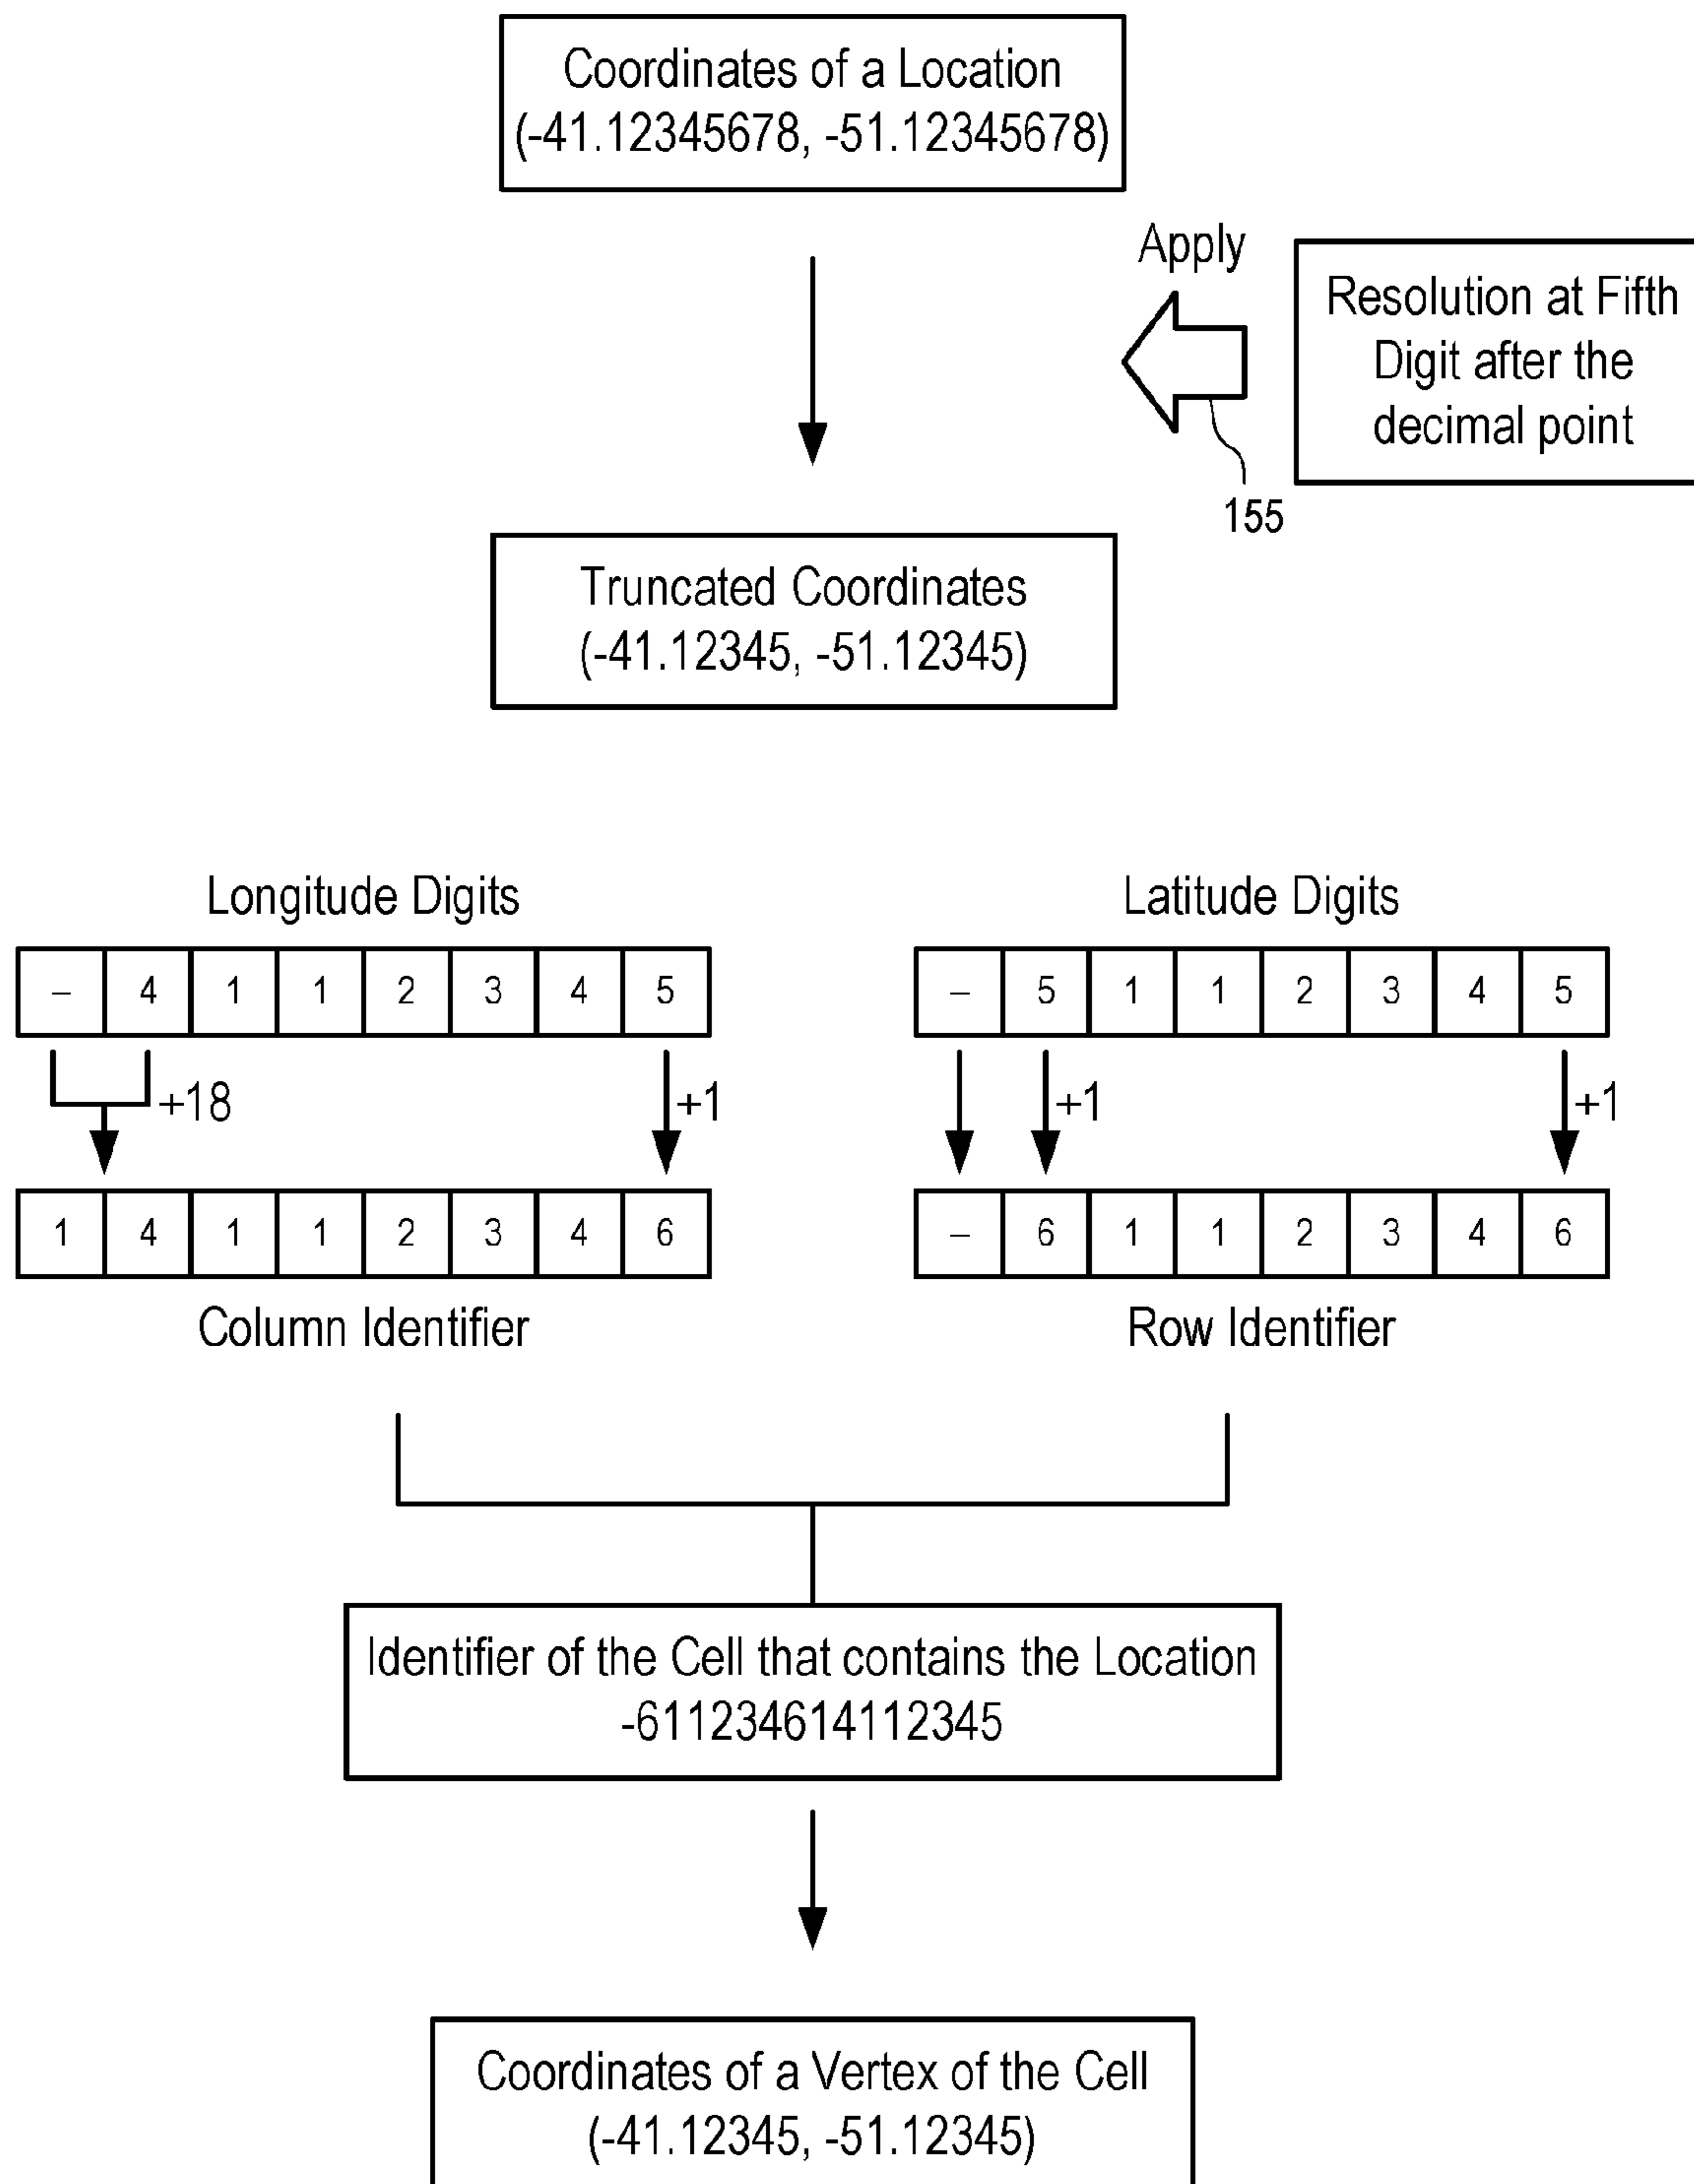 Coordinates of a Location
(-41.12345678, -51.12345678)
Apply
Resolution at Fifth
Digit after the
decimal point
155
Truncated Coordinates
(-41.12345, -51.12345)
Longitude Digits
– 4 1 1 2 3 4 5
+18 +1
1 4 1 1 2 3 4 6
Column Identifier
Latitude Digits
– 5 1 1 2 3 4 5
+1 +1
– 6 1 1 2 3 4 6
Row Identifier
Identifier of the Cell that contains the Location
-611234614112345
Coordinates of a Vertex of the Cell
(-41.12345, -51.12345)